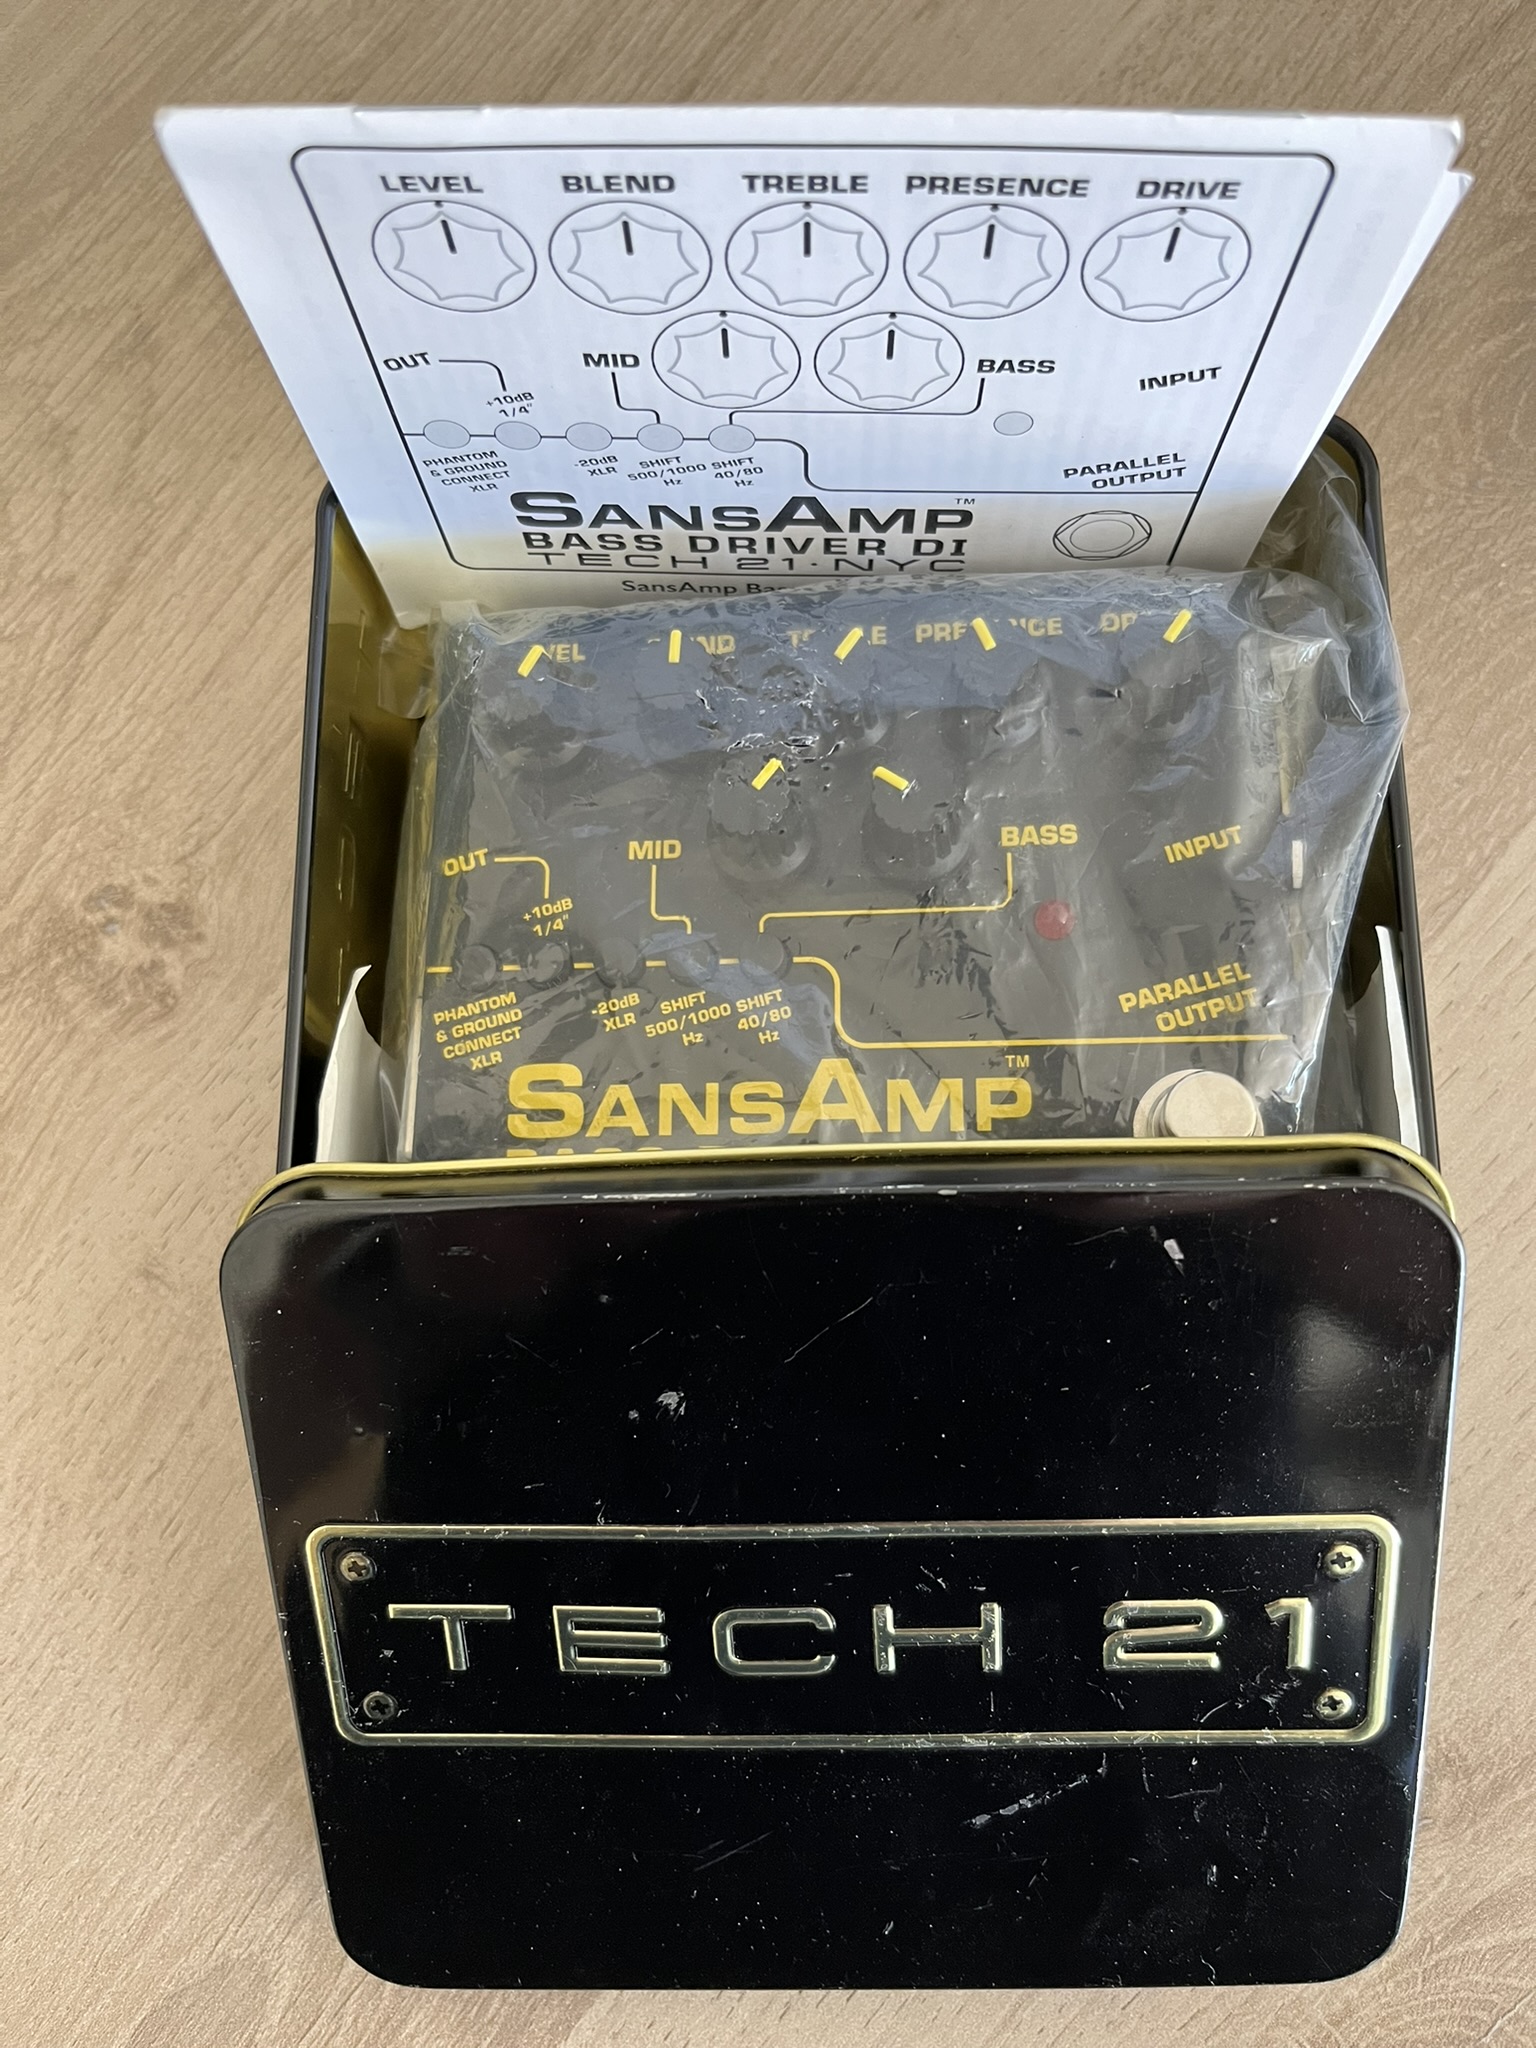 LEVEL BLEND TREBLE PRESENCE DRIVE
OUT MID BASS INPUT
+10dB
1/4"
PHANTOM
& GROUND
CONNECT
XLR
-20dB
XLR
SHIFT
500/1000
Hz
SHIFT
40/80
Hz
PARALLEL
OUTPUT
SANSAMP™
BASS DRIVER DI
TECH 21·NYC
SansAmp
OUT MID BASS INPUT
+10dB
1/4"
PHANTOM
& GROUND
CONNECT
XLR
-20dB
XLR
SHIFT
500/1000
Hz
SHIFT
40/80
Hz
PARALLEL
OUTPUT
SANSAMP™
TECH 21